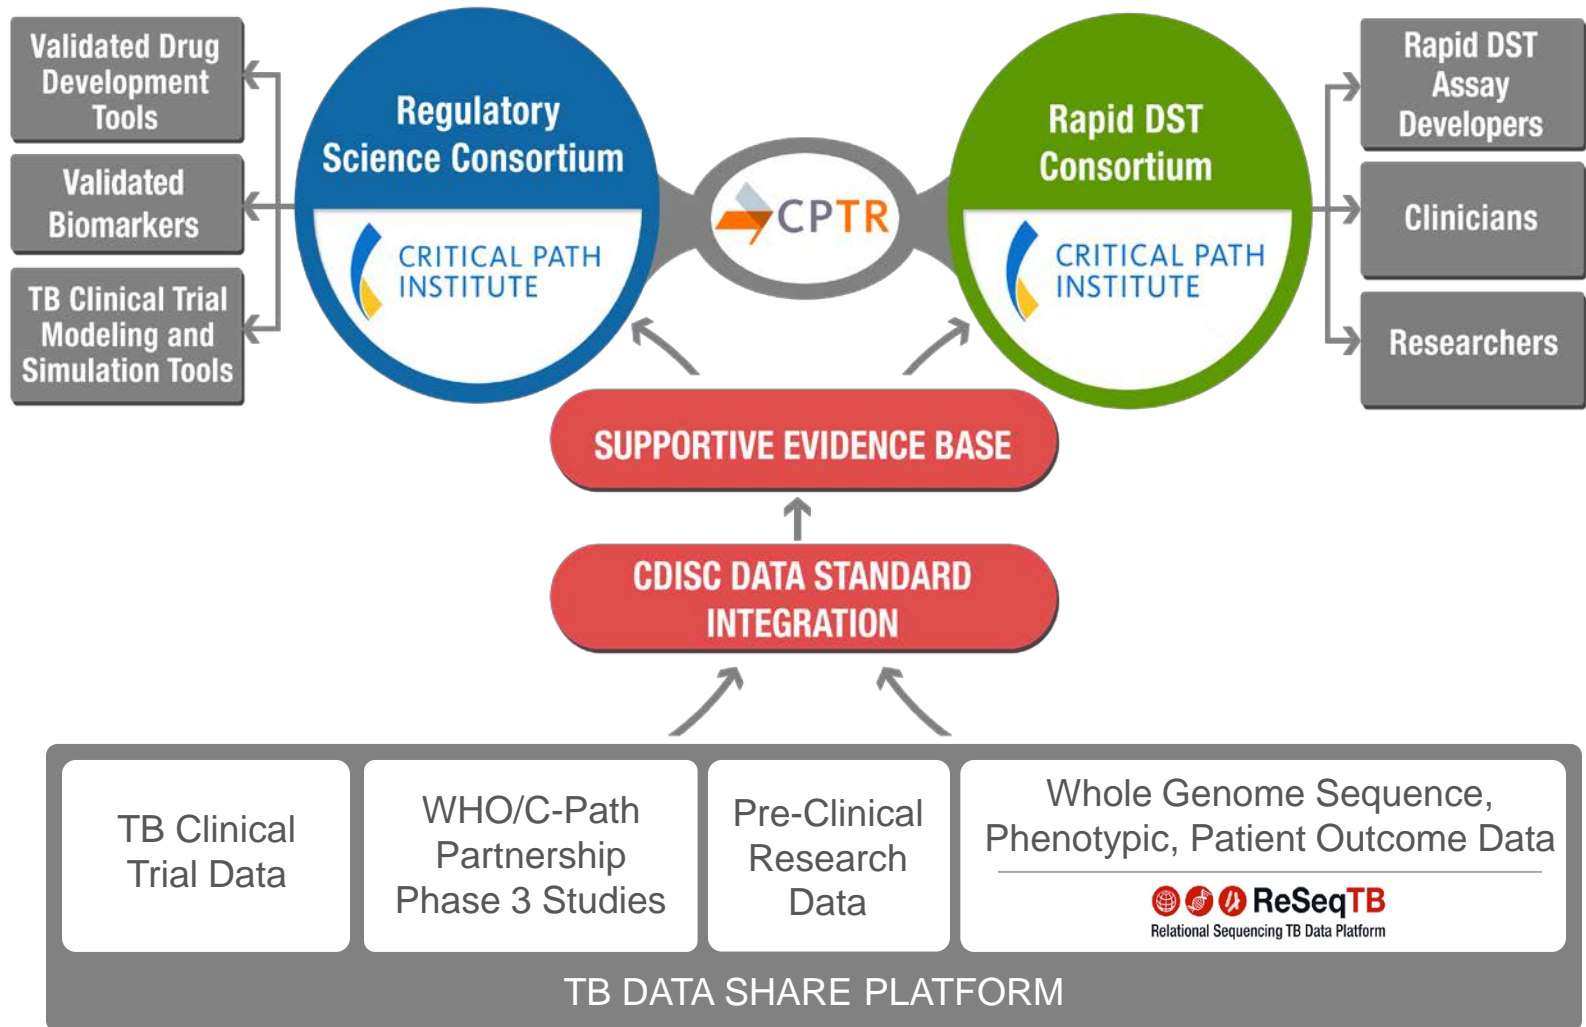 Validated Drug
Development
Tools
Validated
Biomarkers
TB Clinical Trial
Modeling and
Simulation Tools
Regulatory
Science Consortium
CRITICAL PATH
INSTITUTE
CPTR
Rapid DST
Consortium
CRITICAL PATH
INSTITUTE
Rapid DST
Assay
Developers
Clinicians
Researchers
SUPPORTIVE EVIDENCE BASE
CDISC DATA STANDARD
INTEGRATION
TB Clinical
Trial Data
WHO/C-Path
Partnership
Phase 3 Studies
Pre-Clinical
Research
Data
Whole Genome Sequence,
Phenotypic, Patient Outcome Data
ReSeqTB
Relational Sequencing TB Data Platform
TB DATA SHARE PLATFORM